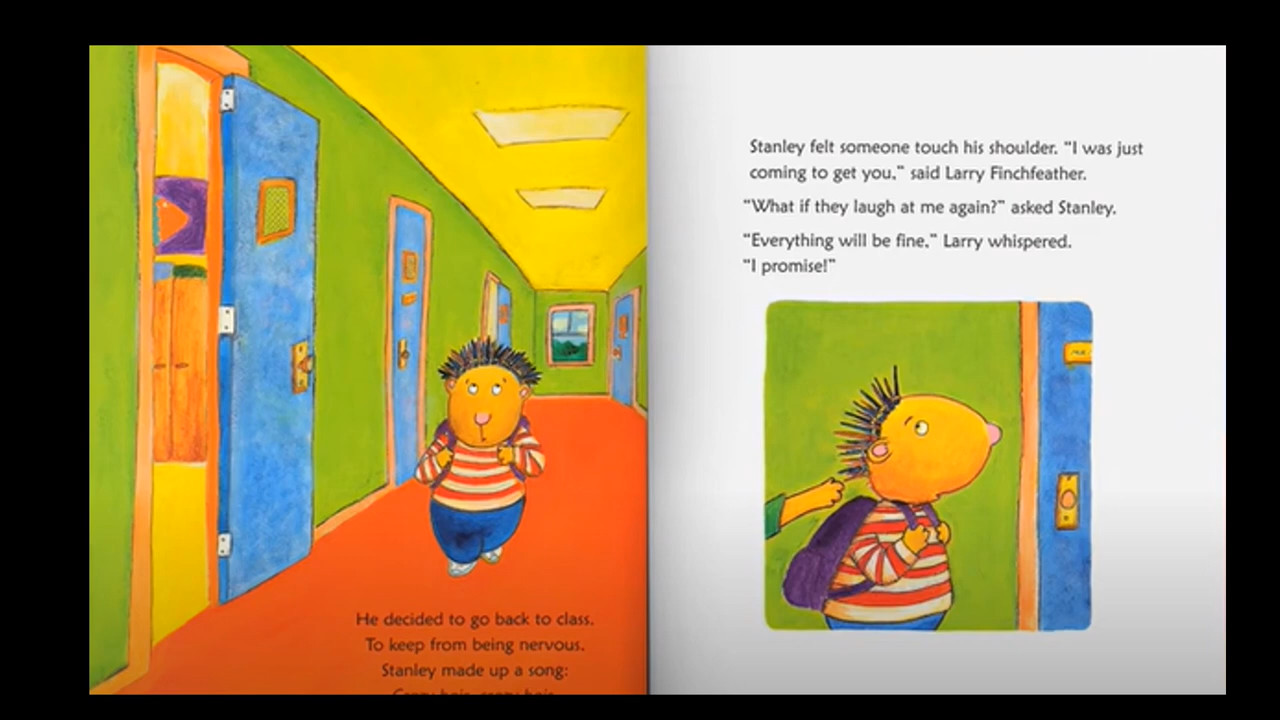 He decided to go back to class.
To keep from being nervous,
Stanley made up a song:
Stanley felt someone touch his shoulder. “I was just
coming to get you,” said Larry Finchfeather.
“What if they laugh at me again?” asked Stanley.
“Everything will be fine,” Larry whispered.
“I promise!”